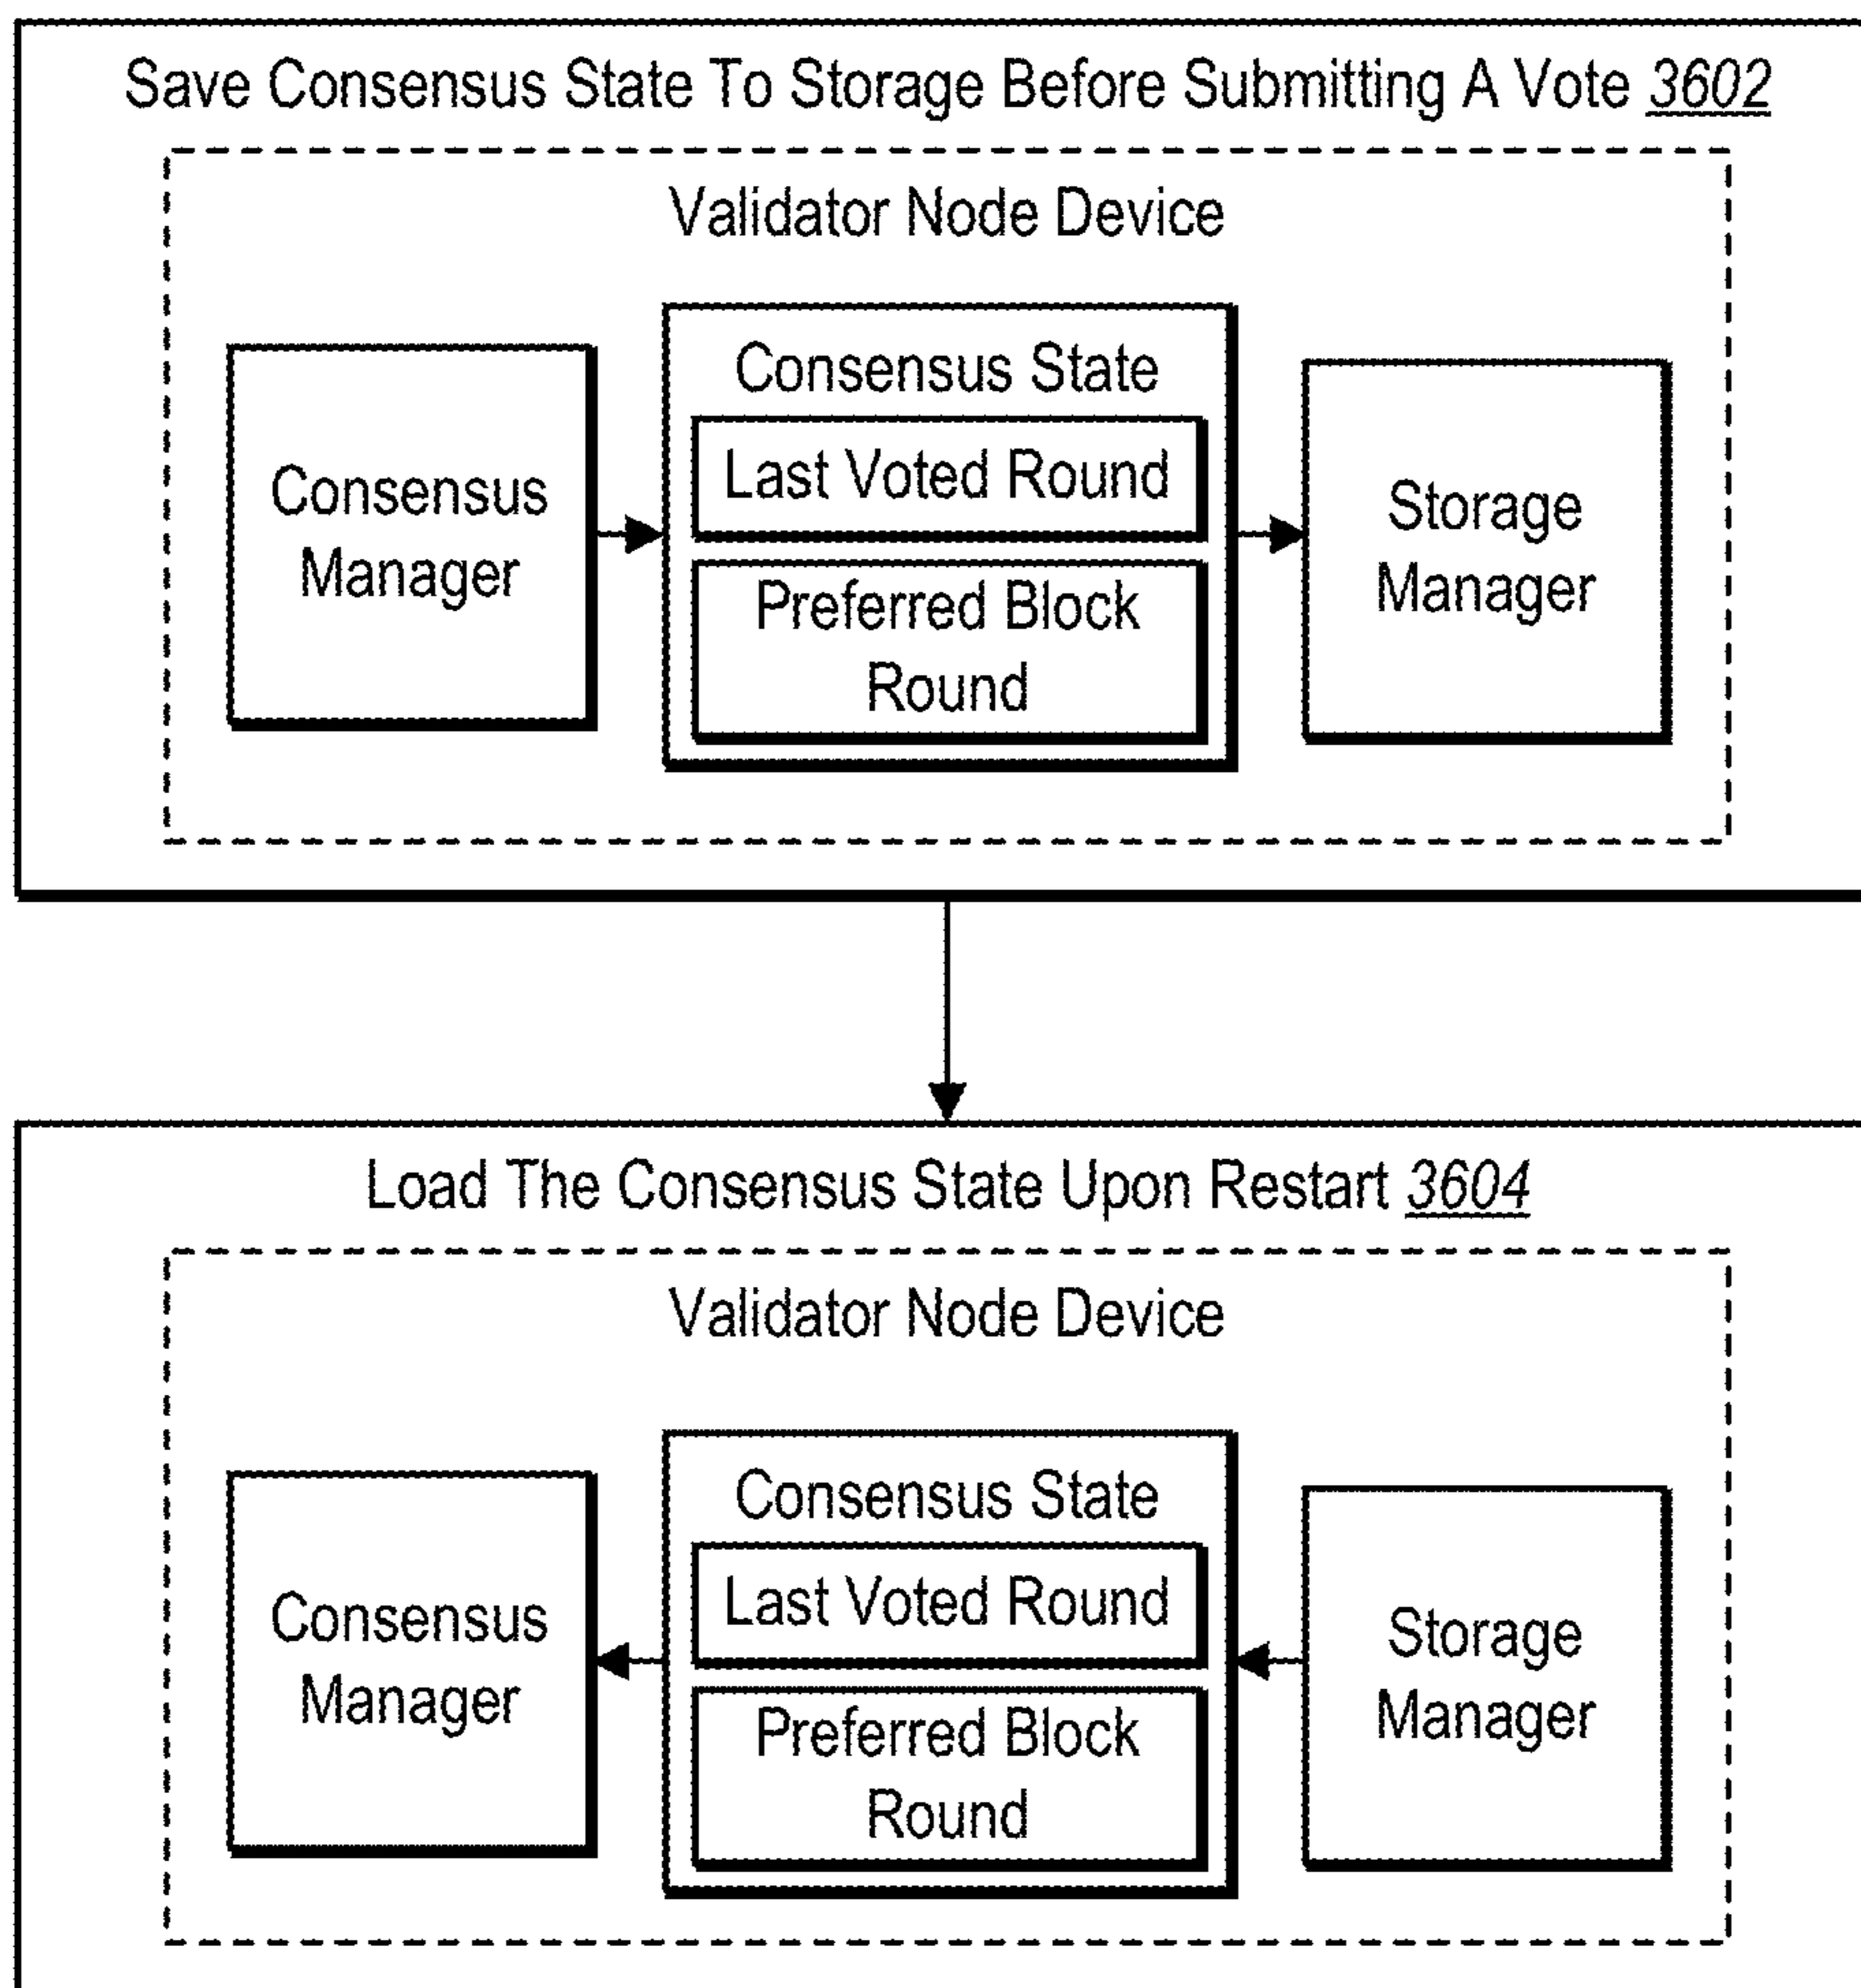 Save Consensus State To Storage Before Submitting A Vote 3602
Validator Node Device
Consensus
Manager
Consensus State
Last Voted Round
Preferred Block
Round
Storage
Manager
Load The Consensus State Upon Restart 3604
Validator Node Device
Consensus
Manager
Consensus State
Last Voted Round
Preferred Block
Round
Storage
Manager